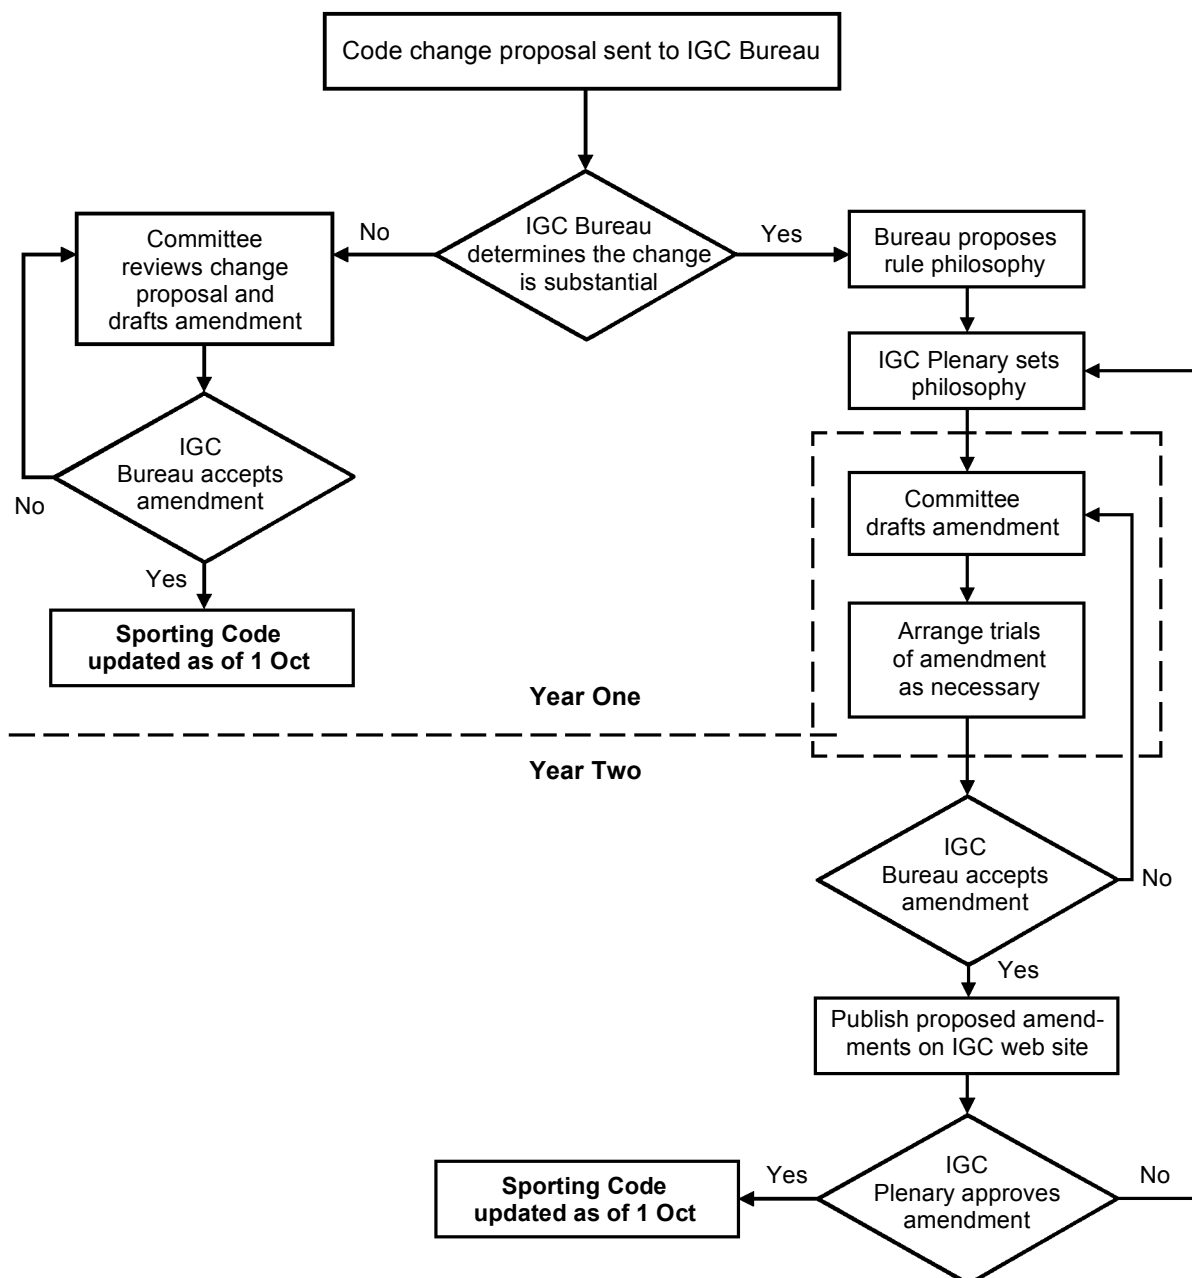 Code change proposal sent to IGC Bureau
IGC Bureau
determines the change
is substantial
No
Yes
Committee
reviews change
proposal and
drafts amendment
Bureau proposes
rule philosophy
IGC Plenary sets
philosophy
IGC
Bureau accepts
amendment
No
Yes
Sporting Code
updated as of 1 Oct
Committee
drafts amendment
Arrange trials
of amendment
as necessary
Year One
Year Two
IGC
Bureau accepts
amendment
No
Yes
Publish proposed amend-
ments on IGC web site
IGC
Plenary approves
amendment
Yes
No
Sporting Code
updated as of 1 Oct